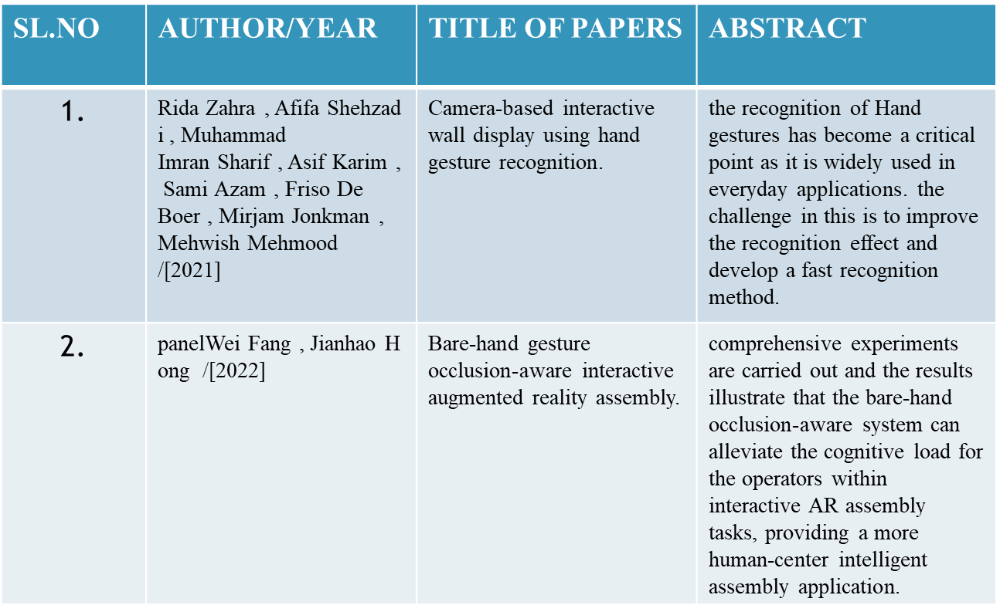 SL.NO
AUTHOR/YEAR
TITLE OF PAPERS
ABSTRACT
1.
Rida Zahra , Afifa Shehzad
i , Muhammad
Imran Sharif , Asif Karim ,
Sami Azam , Friso De
Boer , Mirjam Jonkman ,
Mehwish Mehmood
/[2021]
Camera-based interactive
wall display using hand
gesture recognition.
the recognition of Hand
gestures has become a critical
point as it is widely used in
everyday applications. the
challenge in this is to improve
the recognition effect and
develop a fast recognition
method.
2.
panelWei Fang , Jianhao H
ong /[2022]
Bare-hand gesture
occlusion-aware interactive
augmented reality assembly.
comprehensive experiments
are carried out and the results
illustrate that the bare-hand
occlusion-aware system can
alleviate the cognitive load for
the operators within
interactive AR assembly
tasks, providing a more
human-center intelligent
assembly application.